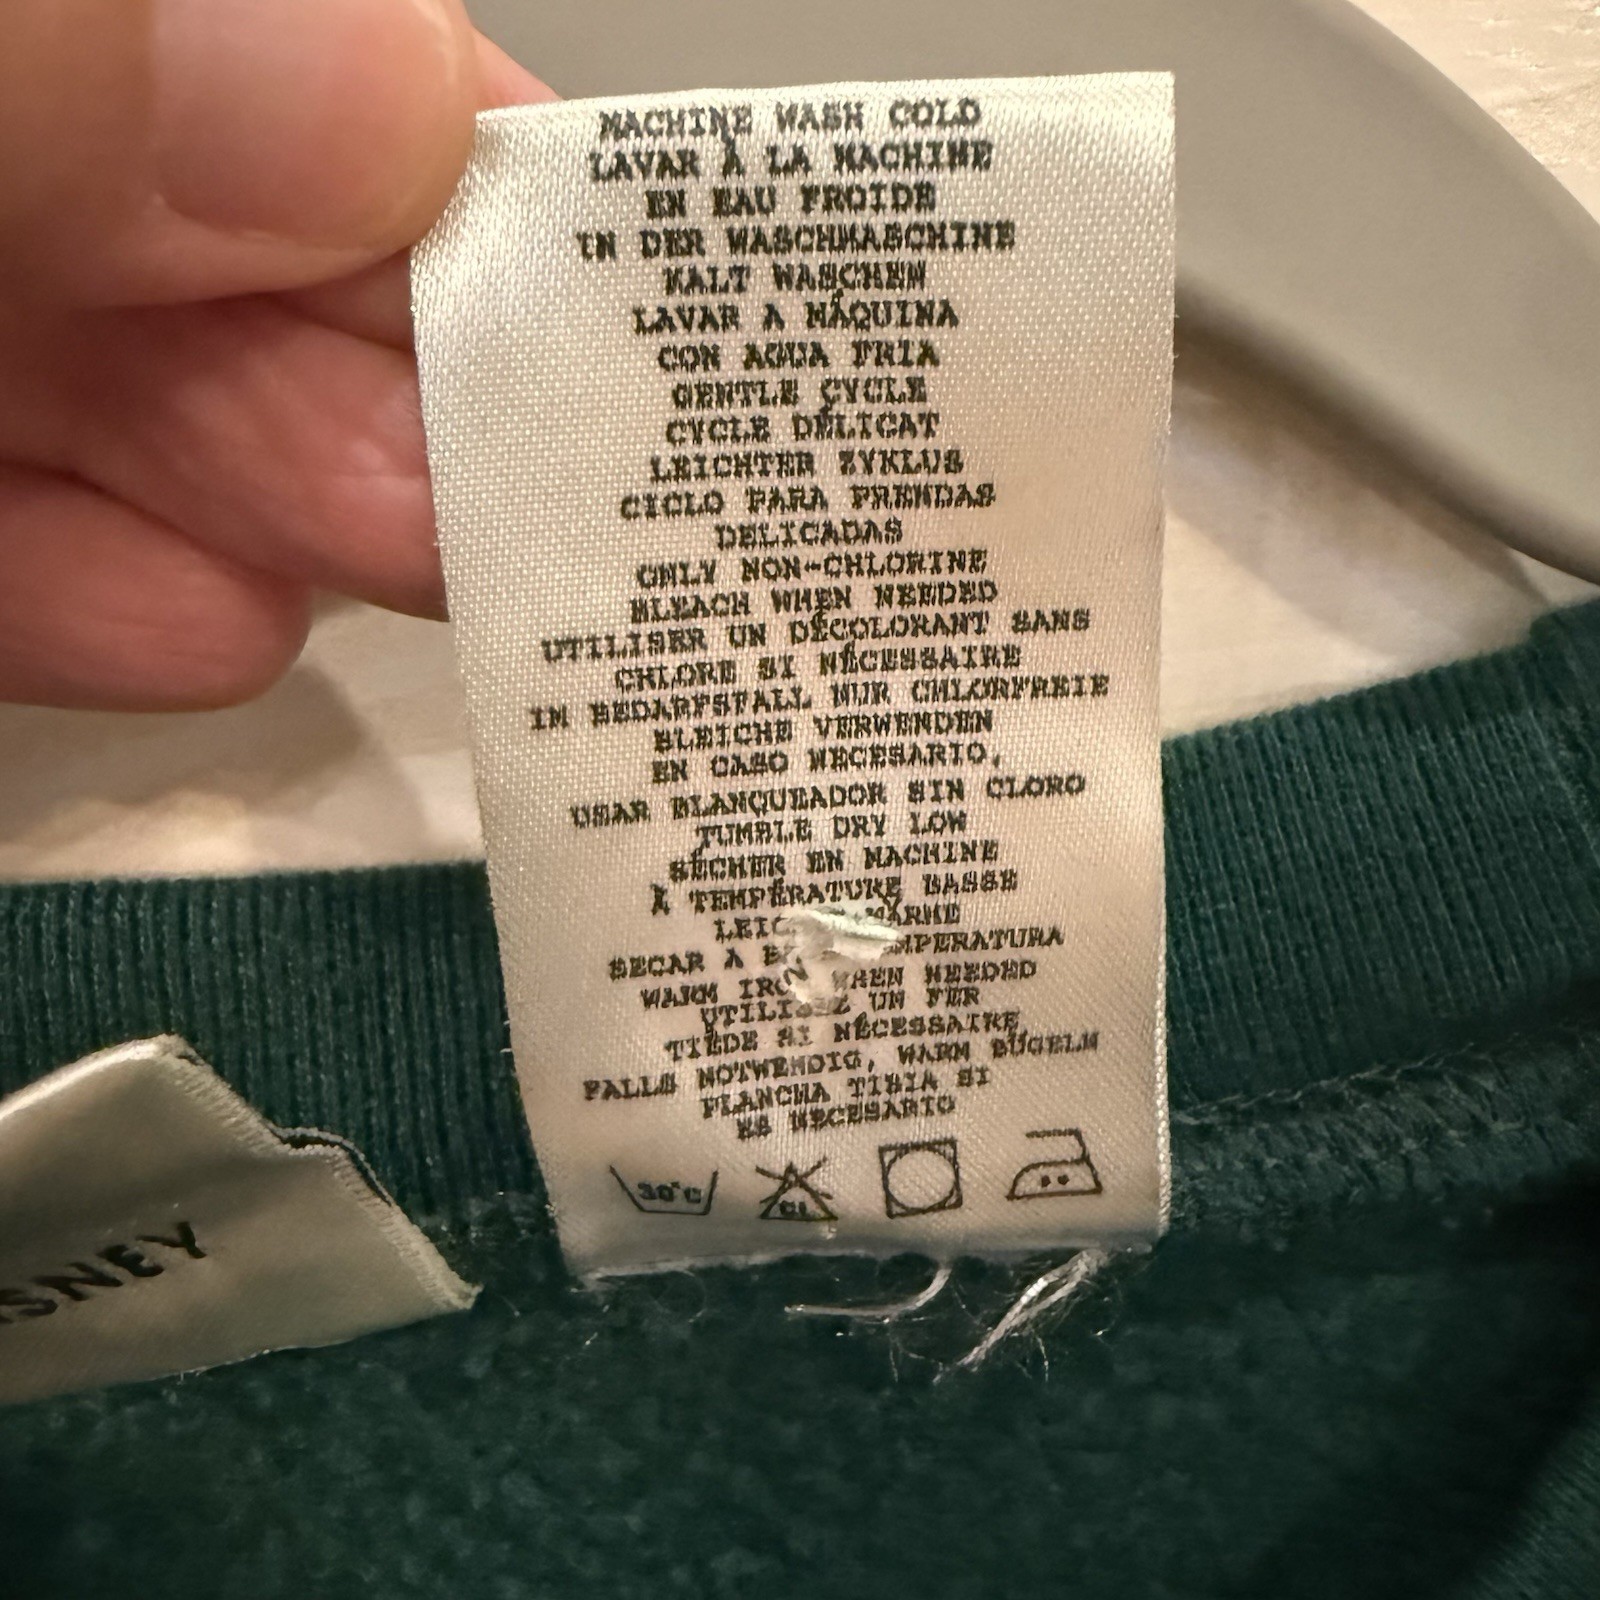 MACHINE WASH COLD
LAVAR À LA MACHINE
EN EAU FROIDE
IN DER WASCHMASCHINE
KALT WASCHEN
LAVAR A MÁQUINA
CON AGUA FRIA
GENTLE CYCLE
CYCLE DÉLICAT
LEICHTER ZYKLUS
CICLO PARA PRENDAS
DELICADAS
ONLY NON-CHLORINE
BLEACH WHEN NEEDED
UTILISER UN DÉCOLORANT SANS
CHLORE SI NÉCESSAIRE
IM BEDARFSFALL NUR CHLORFREIE
BLEICHE VERWENDEN
EN CASO NECESARIO,
USAR BLANQUEADOR SIN CLORO
TUMBLE DRY LOW
SÉCHER EN MACHINE
À TEMPÉRATURE BASSE
SECAR A
WARM WHEN NEEDED
UN FER
TIÈDE SI NÉCESSAIRE
FALLS NOTWENDIG, WARM BÜGELN
PLANCHA TIBIA SI
ES NECESARIO
30°C
Cl
SNEY